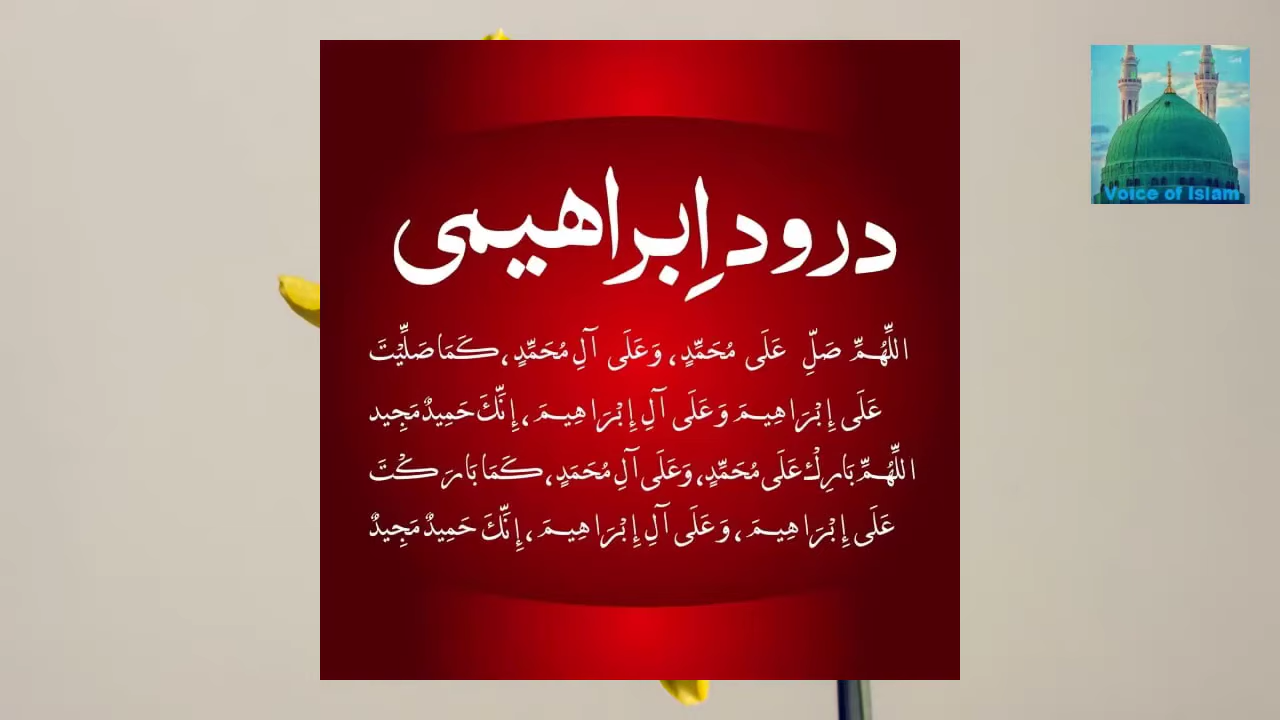 درود اِبراهیمی
اللَّهُمَّ صَلِّ عَلَى مُحَمَّدٍ، وَعَلَى آلِ مُحَمَّدٍ، كَمَا صَلَّيْتَ
عَلَى إِبْرَاهِيمَ وَعَلَى آلِ إِبْرَاهِيمَ، إِنَّكَ حَمِيدٌ مَجِيد
اللَّهُمَّ بَارِكْ عَلَى مُحَمَّدٍ، وَعَلَى آلِ مُحَمَدٍ، كَمَا بَارَكْتَ
عَلَى إِبْرَاهِيمَ، وَعَلَى آلِ إِبْرَاهِيمَ، إِنَّكَ حَمِيدٌ مَجِيدٌ
Voice of Islam